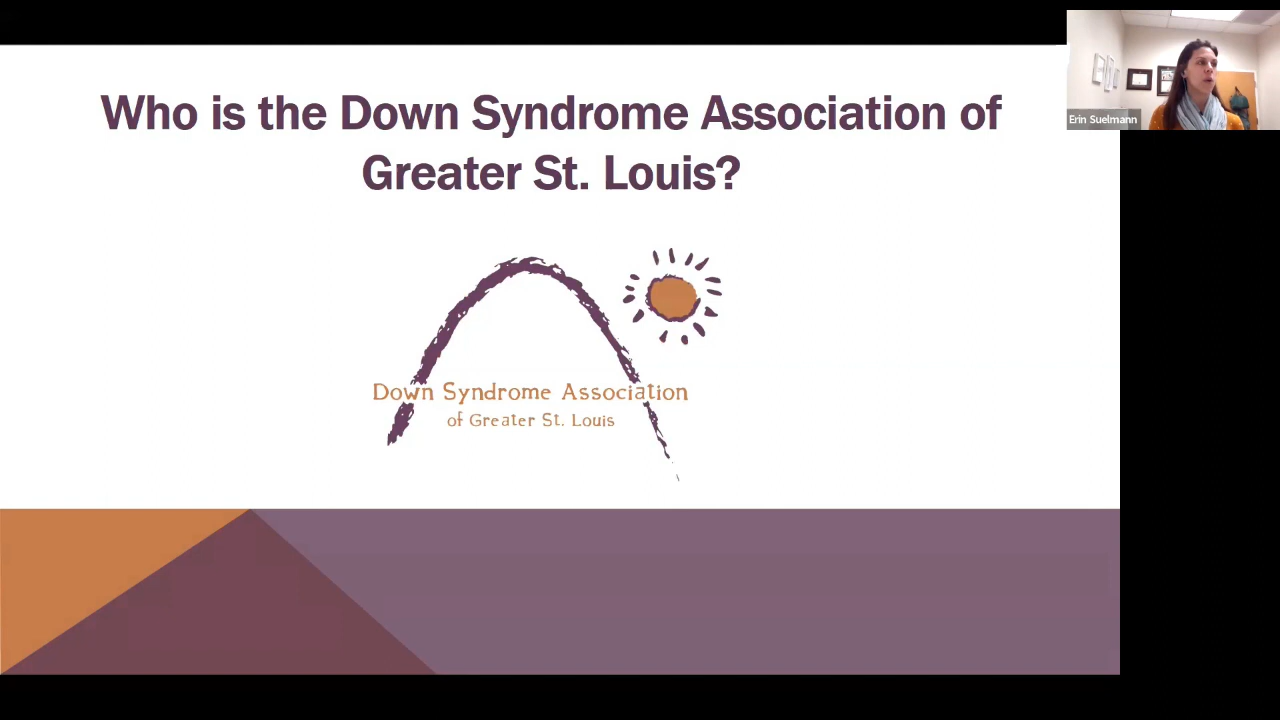 Who is the Down Syndrome Association of
Greater St. Louis?
Down Syndrome Association
of Greater St. Louis
Erin Suelmann